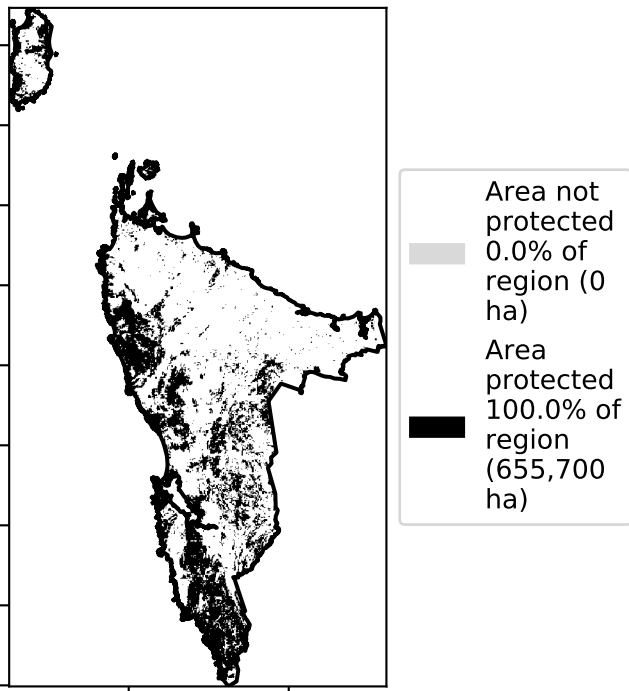 Area not
protected
0.0% of
region (0
ha)
Area
protected
100.0% of
region
(655,700
ha)